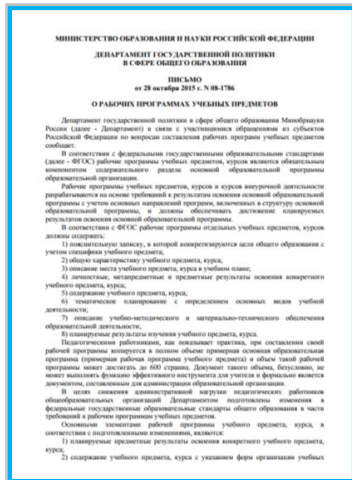 МИНИСТЕРСТВО ОБРАЗОВАНИЯ И НАУКИ РОССИЙСКОЙ ФЕДЕРАЦИИ
ДЕПАРТАМЕНТ ГОСУДАРСТВЕННОЙ ПОЛИТИКИ
В СФЕРЕ ОБЩЕГО ОБРАЗОВАНИЯ
ПИСЬМО
от 28 октября 2015 г. N 08-1786
О РАБОЧИХ ПРОГРАММАХ УЧЕБНЫХ ПРЕДМЕТОВ
Департамент государственной политики в сфере общего образования Минобрнауки
России (далее - Департамент) в связи с участившимися обращениями из субъектов
Российской Федерации по вопросам составления рабочих программ учебных предметов
сообщает.
В соответствии с федеральными государственными образовательными стандартами
(далее - ФГОС) рабочие программы учебных предметов, курсов являются обязательным
компонентом содержательного раздела основной образовательной программы
образовательной организации.
Рабочие программы учебных предметов, курсов и курсов внеурочной деятельности
разрабатываются на основе требований к результатам освоения основной образовательной
программы с учетом основных направлений программ, включенных в структуру основной
образовательной программы, и должны обеспечивать достижение планируемых
результатов освоения основной образовательной программы.
В соответствии с ФГОС рабочие программы отдельных учебных предметов, курсов
должны содержать:
1) пояснительную записку, в которой конкретизируются цели общего образования с
учетом специфики учебного предмета;
2) общую характеристику учебного предмета, курса;
3) описание места учебного предмета, курса в учебном плане;
4) личностные, метапредметные и предметные результаты освоения конкретного
учебного предмета, курса;
5) содержание учебного предмета, курса;
6) тематическое планирование с определением основных видов учебной
деятельности;
7) описание учебно-методического и материально-технического обеспечения
образовательной деятельности;
8) планируемые результаты изучения учебного предмета, курса.
Педагогическими работниками, как показывает практика, при составлении своей
рабочей программы копируется в полном объеме примерная основная образовательная
программа (примерная рабочая программа учебного предмета) и объем такой рабочей
программы может достигать до 600 страниц. Документ такого объема, безусловно, не
может выполнять функцию эффективного инструмента для учителя и формально является
документом, составленным для администрации образовательной организации.
В целях снижения административной нагрузки педагогических работников
общеобразовательных организаций Департаментом подготовлены изменения в
федеральные государственные образовательные стандарты общего образования в части
требований к рабочим программам учебных предметов.
Основными элементами рабочей программы учебного предмета, курса, в
соответствии с подготовленными изменениями, являются:
1) планируемые предметные результаты освоения конкретного учебного предмета,
курса;
2) содержание учебного предмета, курса с указанием форм организации учебных